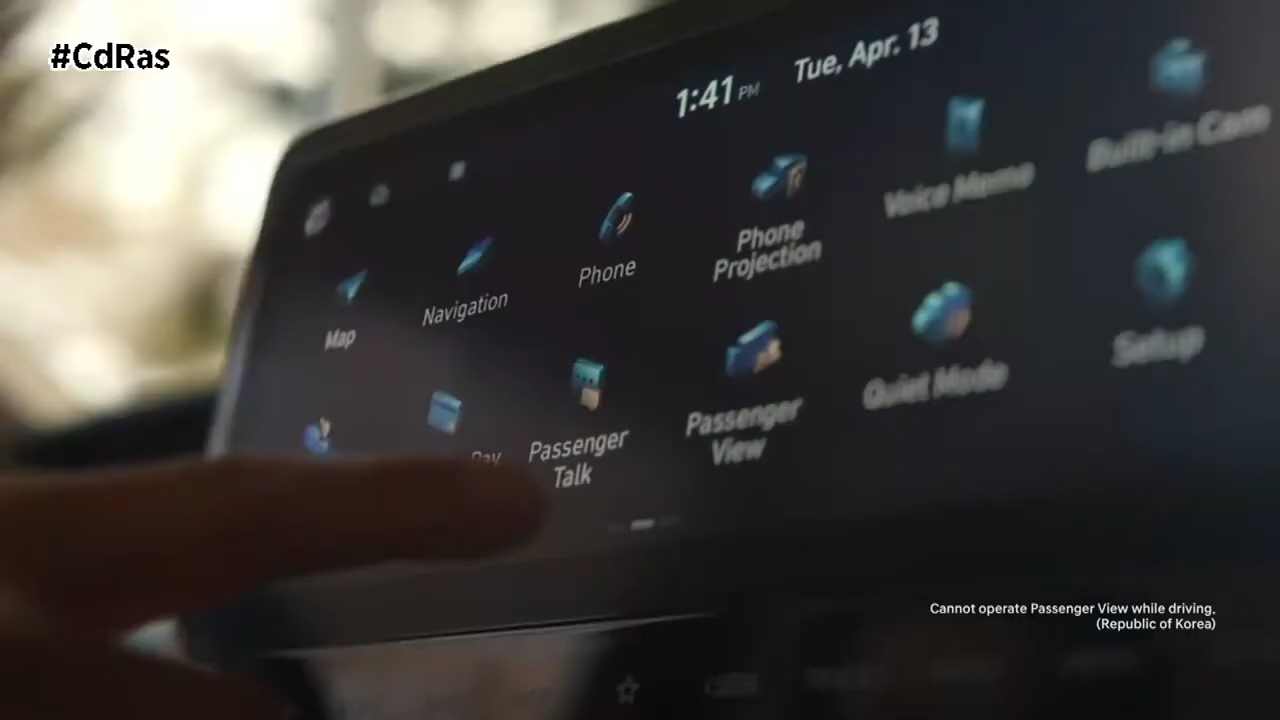 #CdRas
1:41 PM
Tue, Apr. 13
Map
Navigation
Phone
Phone
Projection
Voice Memo
Built-in Cam
Pay
Passenger
Talk
Passenger
View
Quiet Mode
Setup
Cannot operate Passenger View while driving,
(Republic of Korea)